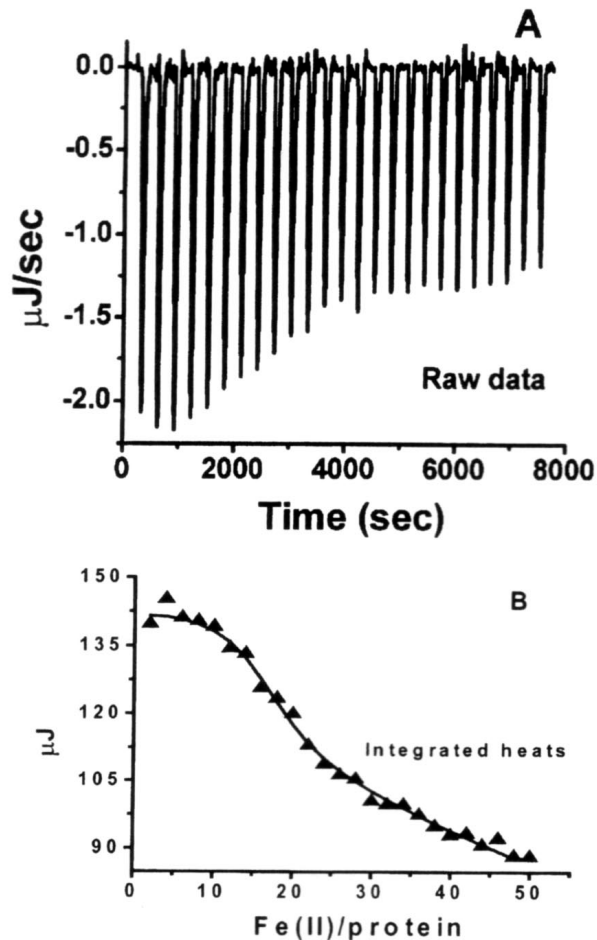 A
0.0
-0.5
-1.0
-1.5
-2.0
μJ/sec
Raw data
0 2000 4000 6000 8000
Time (sec)
B
150
135
120
105
90
μJ
Integrated heats
0 10 20 30 40 50
Fe(II)/protein